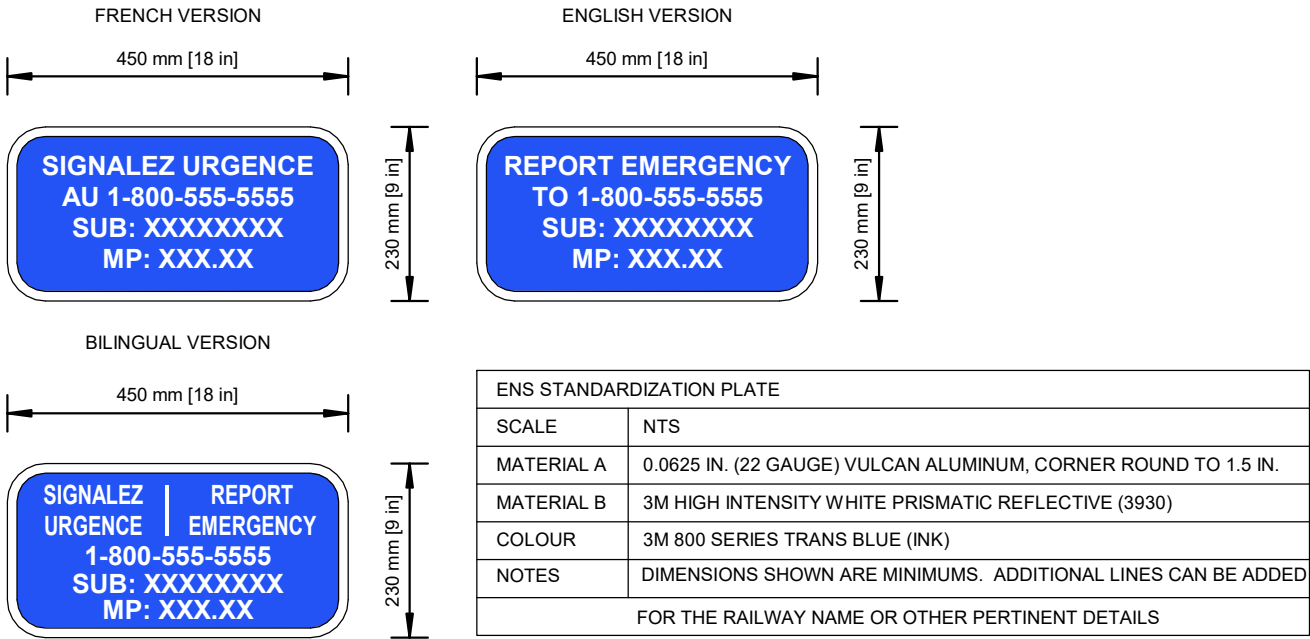 FRENCH VERSION
450 mm [18 in]
SIGNALEZ URGENCE
AU 1-800-555-5555
SUB: XXXXXXXX
MP: XXX.XX
230 mm [9 in]
ENGLISH VERSION
450 mm [18 in]
REPORT EMERGENCY
TO 1-800-555-5555
SUB: XXXXXXXX
MP: XXX.XX
230 mm [9 in]
BILINGUAL VERSION
450 mm [18 in]
SIGNALEZ | REPORT
URGENCE | EMERGENCY
1-800-555-5555
SUB: XXXXXXXX
MP: XXX.XX
230 mm [9 in]
ENS STANDARDIZATION PLATE
SCALE NTS
MATERIAL A 0.0625 IN. (22 GAUGE) VULCAN ALUMINUM, CORNER ROUND TO 1.5 IN.
MATERIAL B 3M HIGH INTENSITY WHITE PRISMATIC REFLECTIVE (3930)
COLOUR 3M 800 SERIES TRANS BLUE (INK)
NOTES DIMENSIONS SHOWN ARE MINIMUMS. ADDITIONAL LINES CAN BE ADDED
FOR THE RAILWAY NAME OR OTHER PERTINENT DETAILS